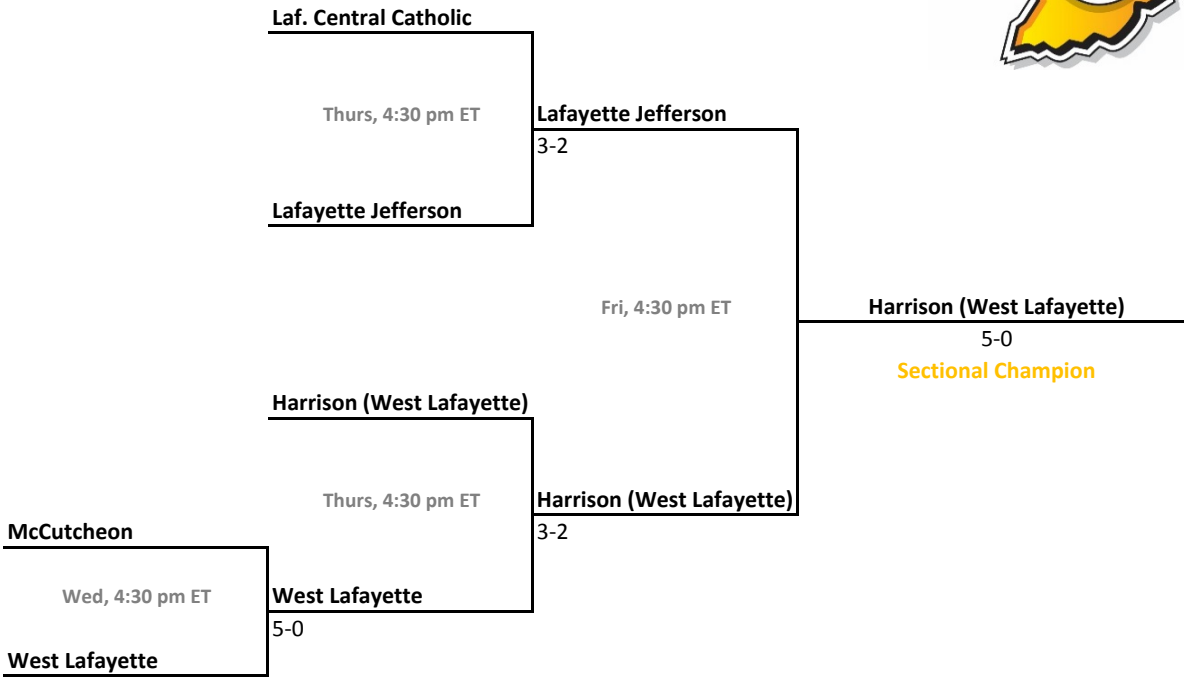 Laf. Central Catholic
Thurs, 4:30 pm ET
Lafayette Jefferson
3-2
Lafayette Jefferson
Fri, 4:30 pm ET
Harrison (West Lafayette)
5-0
Sectional Champion
Harrison (West Lafayette)
Thurs, 4:30 pm ET
Harrison (West Lafayette)
3-2
McCutcheon
Wed, 4:30 pm ET
West Lafayette
5-0
West Lafayette